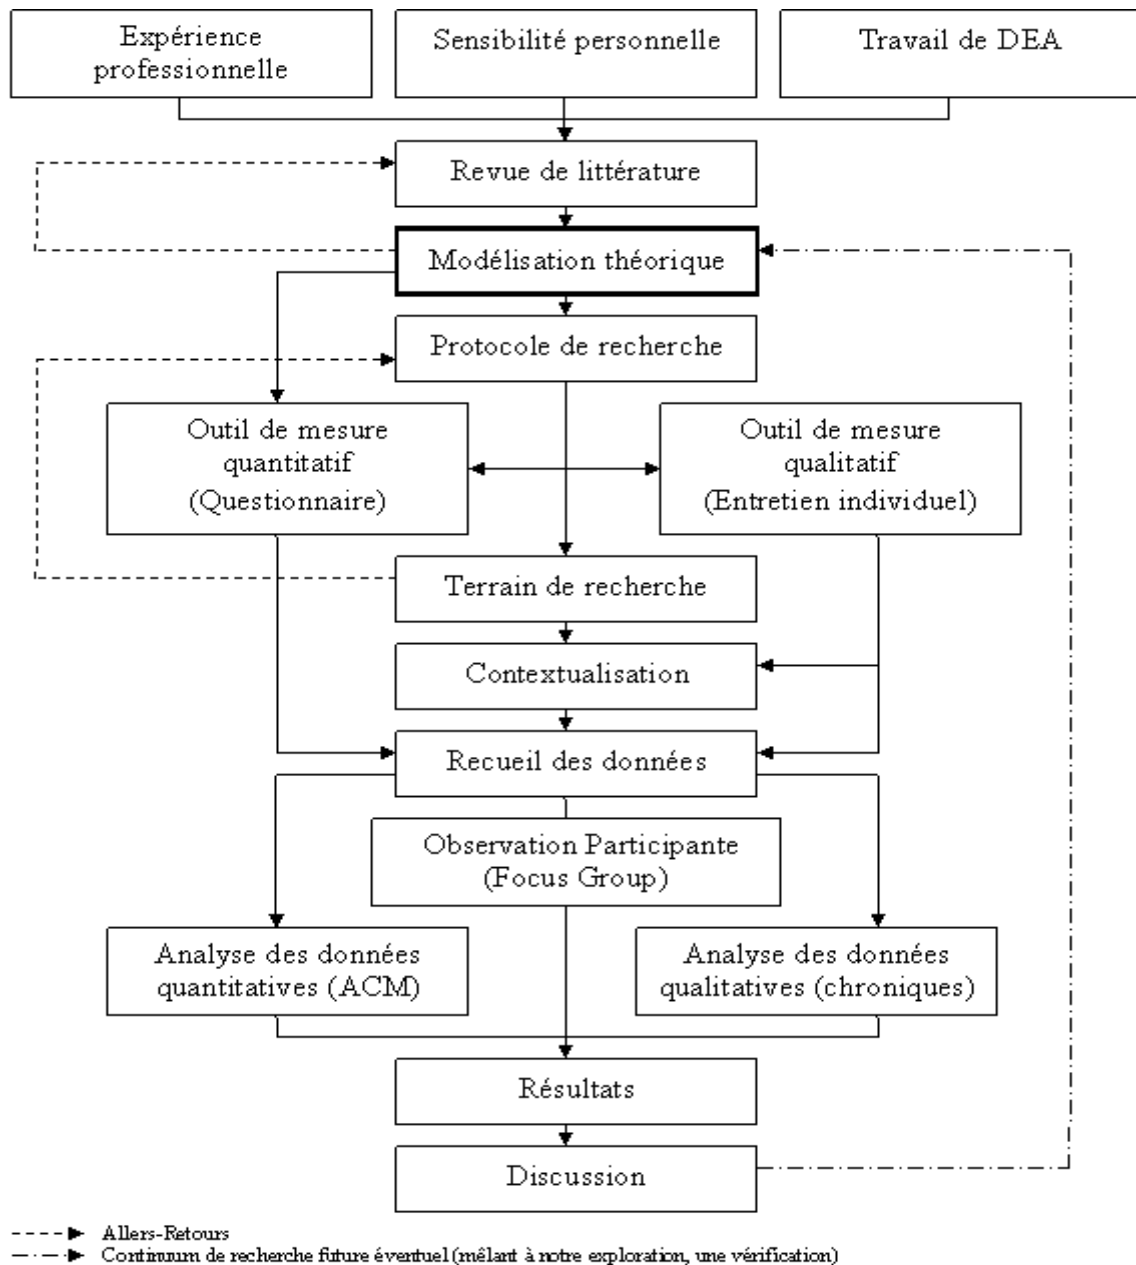 Expérience
professionnelle
Sensibilité personnelle
Travail de DEA
Revue de littérature
Modélisation théorique
Protocole de recherche
Outil de mesure
quantitatif
(Questionnaire)
Outil de mesure
qualitatif
(Entretien individuel)
Terrain de recherche
Contextualisation
Recueil des données
Observation Participante
(Focus Group)
Analyse des données
quantitatives (ACM)
Analyse des données
qualitatives (chroniques)
Résultats
Discussion
Allers-Retours
Continuum de recherche future éventuel (mêlant à notre exploration, une vérification)